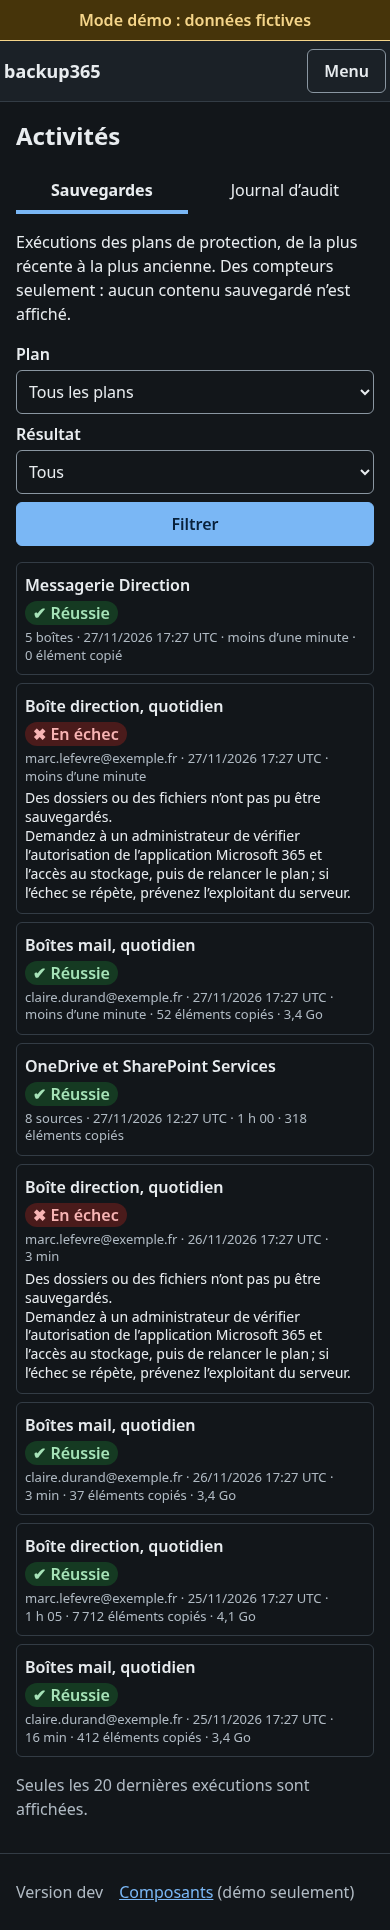 Mode démo : données fictives
backup365
Menu
Activités
Sauvegardes
Journal d’audit
Exécutions des plans de protection, de la plus
récente à la plus ancienne. Des compteurs
seulement : aucun contenu sauvegardé n’est
affiché.
Plan
Tous les plans
Résultat
Tous
Filtrer
Messagerie Direction
✔ Réussie
5 boîtes · 27/11/2026 17:27 UTC · moins d’une minute ·
0 élément copié
Boîte direction, quotidien
✖ En échec
marc.lefevre@exemple.fr · 27/11/2026 17:27 UTC ·
moins d’une minute
Des dossiers ou des fichiers n’ont pas pu être
sauvegardés.
Demandez à un administrateur de vérifier
l’autorisation de l’application Microsoft 365 et
l’accès au stockage, puis de relancer le plan ; si
l’échec se répète, prévenez l’exploitant du serveur.
Boîtes mail, quotidien
✔ Réussie
claire.durand@exemple.fr · 27/11/2026 17:27 UTC ·
moins d’une minute · 52 éléments copiés · 3,4 Go
OneDrive et SharePoint Services
✔ Réussie
8 sources · 27/11/2026 12:27 UTC · 1 h 00 · 318
éléments copiés
Boîte direction, quotidien
✖ En échec
marc.lefevre@exemple.fr · 26/11/2026 17:27 UTC ·
3 min
Des dossiers ou des fichiers n’ont pas pu être
sauvegardés.
Demandez à un administrateur de vérifier
l’autorisation de l’application Microsoft 365 et
l’accès au stockage, puis de relancer le plan ; si
l’échec se répète, prévenez l’exploitant du serveur.
Boîtes mail, quotidien
✔ Réussie
claire.durand@exemple.fr · 26/11/2026 17:27 UTC ·
3 min · 37 éléments copiés · 3,4 Go
Boîte direction, quotidien
✔ Réussie
marc.lefevre@exemple.fr · 25/11/2026 17:27 UTC ·
1 h 05 · 7 712 éléments copiés · 4,1 Go
Boîtes mail, quotidien
✔ Réussie
claire.durand@exemple.fr · 25/11/2026 17:27 UTC ·
16 min · 412 éléments copiés · 3,4 Go
Seules les 20 dernières exécutions sont
affichées.
Version dev Composants (démo seulement)